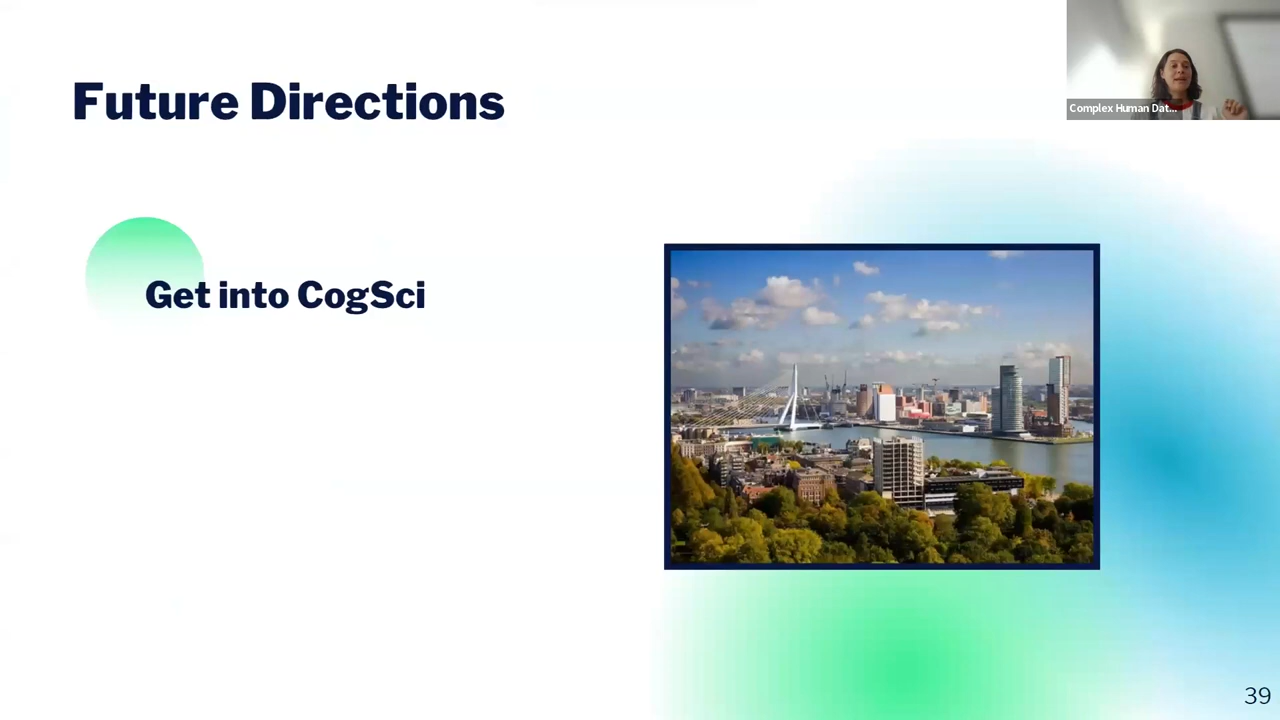 Future Directions
Complex Human Dat...
Get into CogSci
39